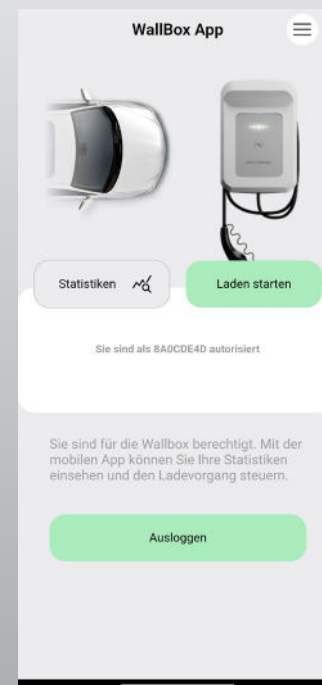 WallBox App
Statistiken
Laden starten
Sie sind als 8A0CDE4D autorisiert
Sie sind für die Wallbox berechtigt. Mit der
mobilen App können Sie Ihre Statistiken
einsehen und den Ladevorgang steuern.
Ausloggen